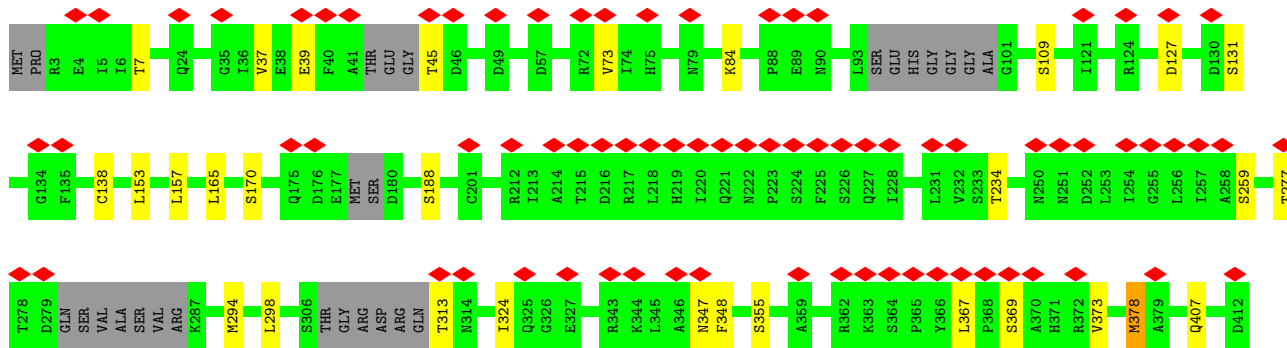 MET PRO R3 E4 I5 I6 T7 Q24 G35 I36 V37 E38 E39 F40 A41 THR GLU GLY T45 D46 D49 D57 R72 V73 I74 H75 N79 K84 P88 E89 N90 L93 SER GLU HIS GLY GLY GLY ALA G101 S109 I121 R124 D127 D130 S131
G134 F135 C138 L153 L157 L165 S170 Q175 D176 E177 MET SER D180 S188 C201 R212 I213 A214 T215 D216 R217 L218 H219 I220 Q221 N222 P223 S224 F225 S226 Q227 I228 L231 V232 S233 T234 N250 N251 D252 L253 I254 G255 L256 I257 A258 S259 T277
T278 D279 GLN SER VAL ALA SER VAL ARG K287 M294 L298 S306 THR GLY ARG ASP ARG GLN T313 N314 I324 Q325 G326 E327 R343 K344 L345 A346 N347 F348 S355 A359 R362 K363 S364 P365 Y366 L367 P368 S369 A370 H371 R372 V373 M378 A379 Q407 D412